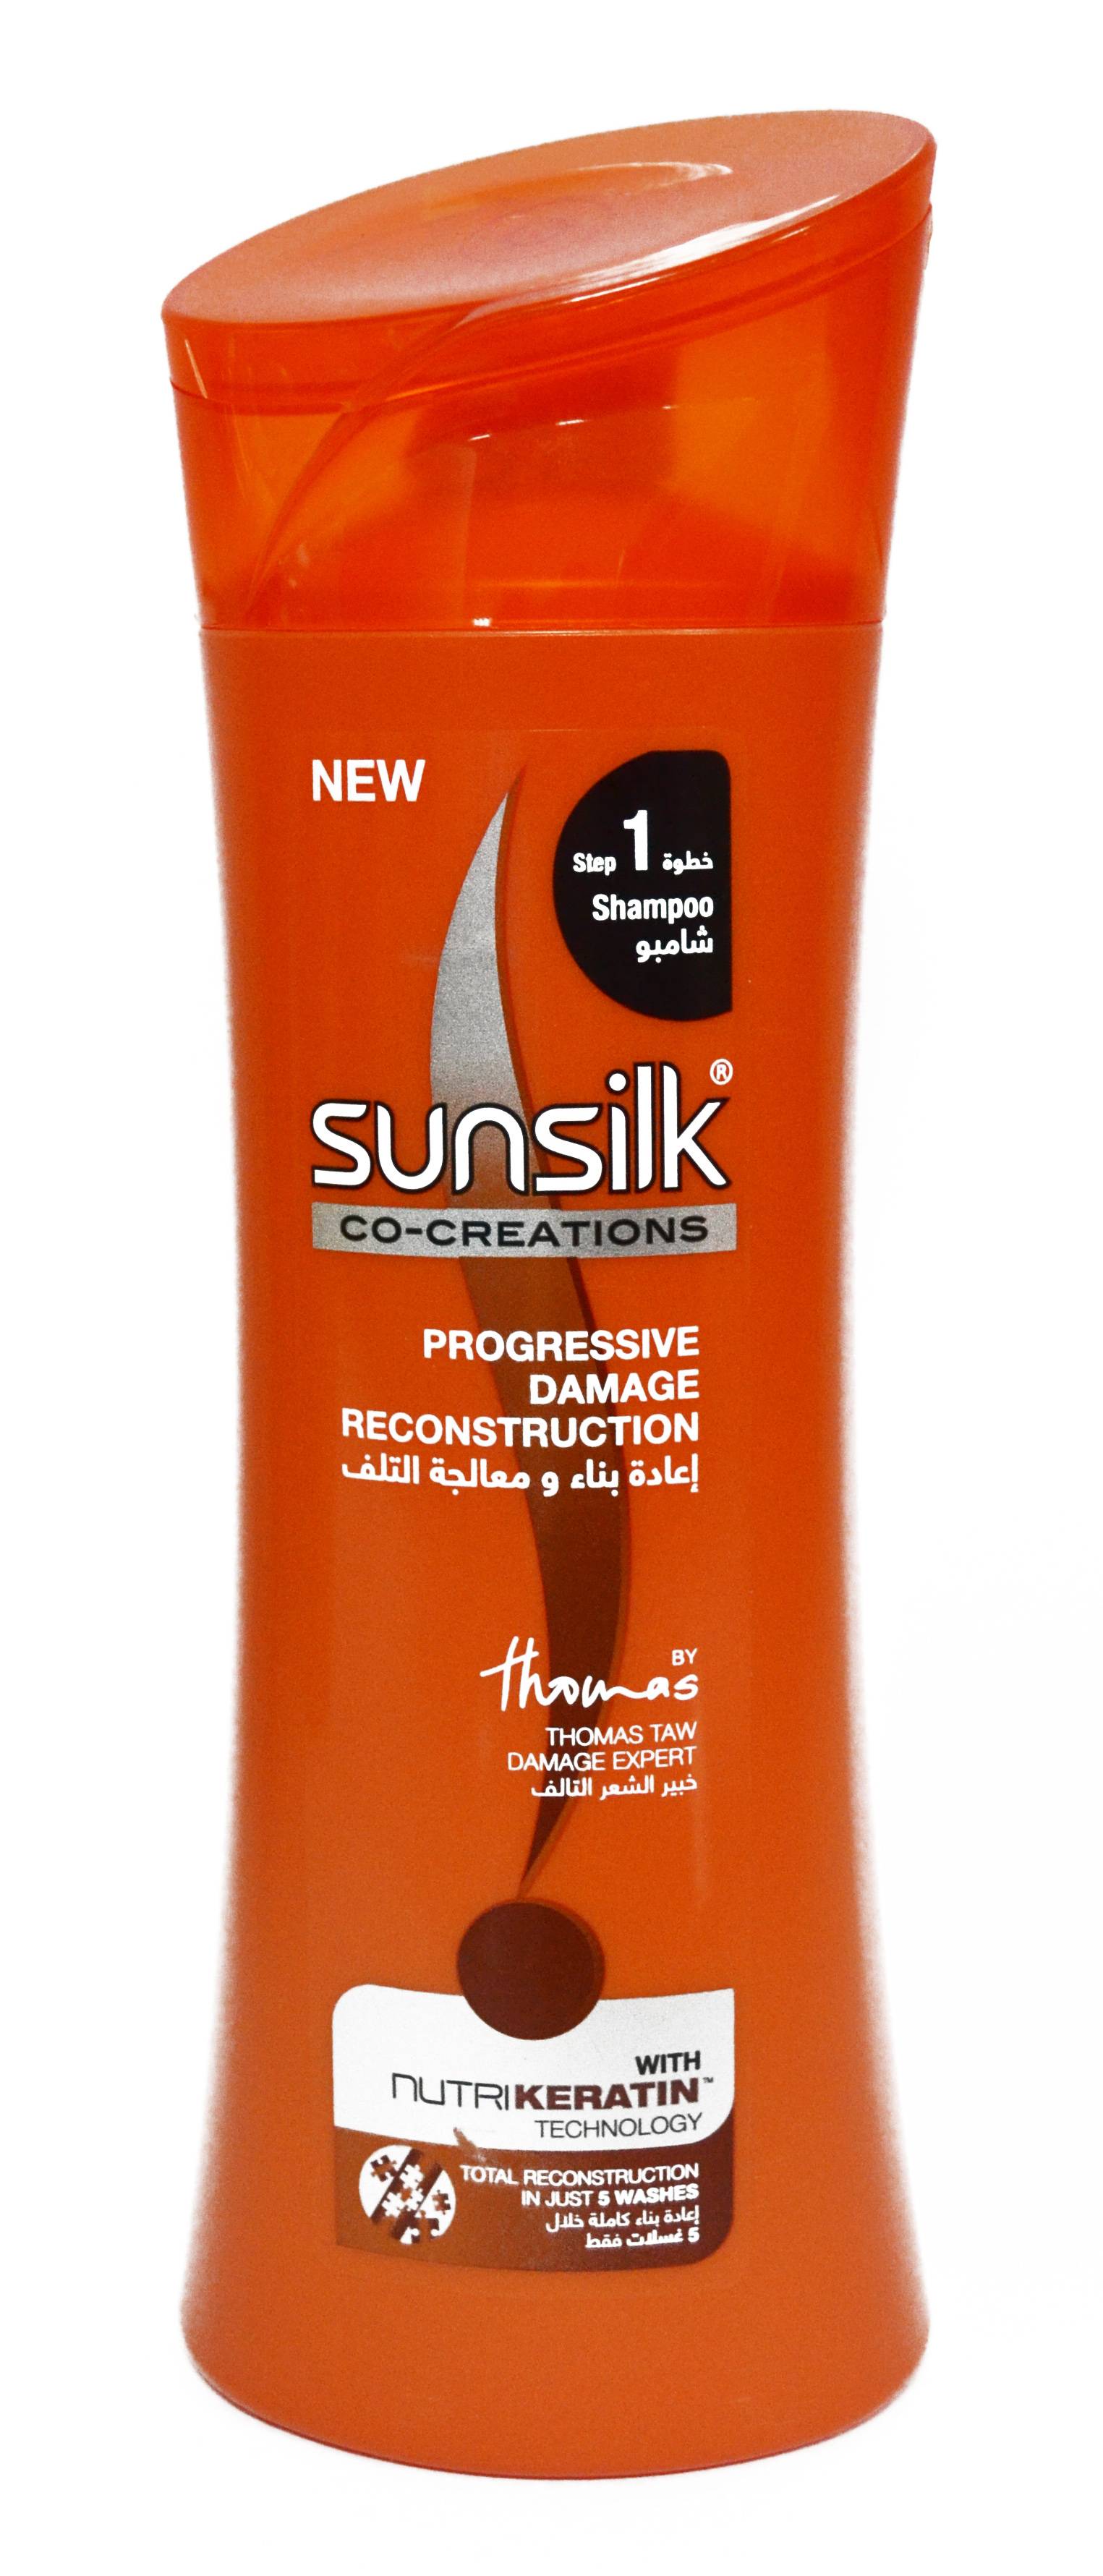 NEW
Step 1 خطوة
Shampoo
شامبو
sunsilk®
CO-CREATIONS
PROGRESSIVE
DAMAGE
RECONSTRUCTION
إعادة بناء و معالجة التلف
BY
thomas
THOMAS TAW
DAMAGE EXPERT
خبير الشعر التالف
WITH
NUTRIKERATIN™
TECHNOLOGY
TOTAL RECONSTRUCTION
IN JUST 5 WASHES
إعادة بناء كاملة خلال
5 غسلات فقط